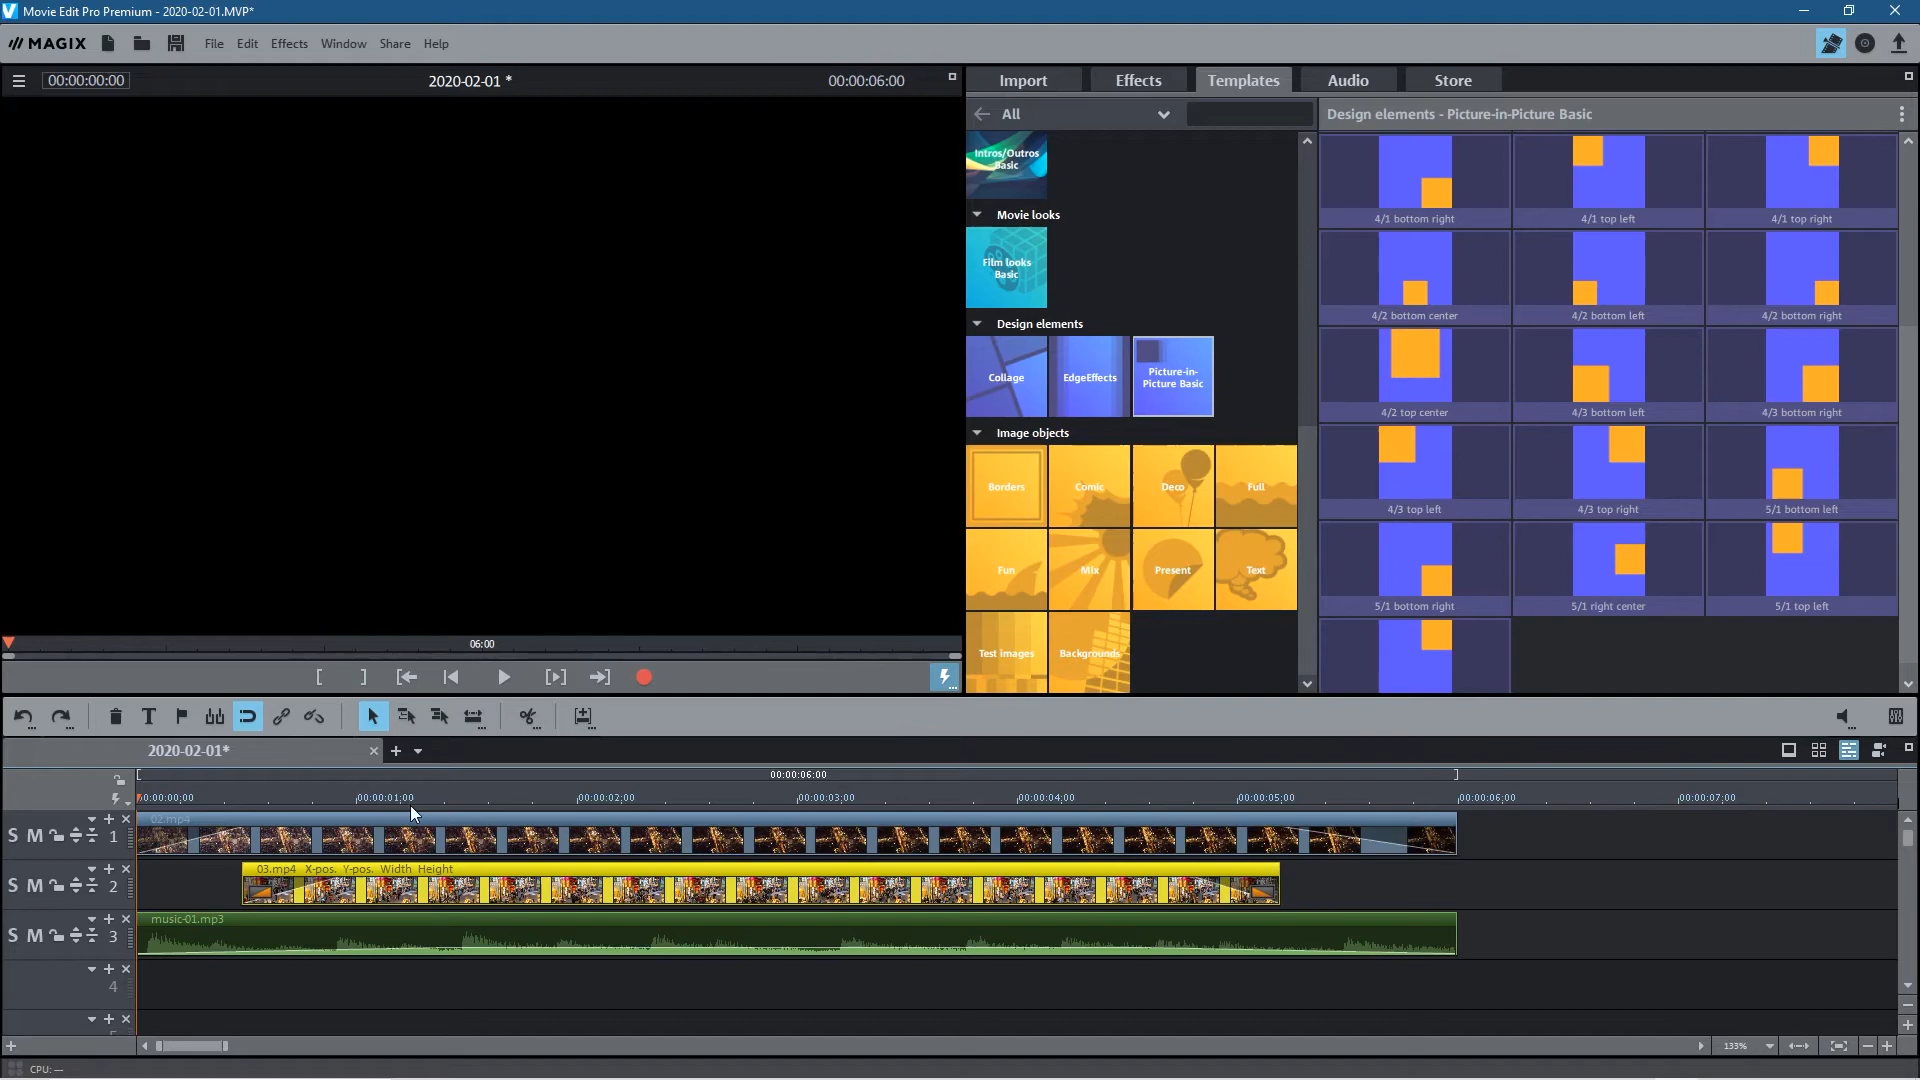 Movie Edit Pro Premium - 2020-02-01.MVP*
MAGIX File Edit Effects Window Share Help
00:00:00:00 2020-02-01 * 00:00:06:00
Import Effects Templates Audio Store
All
Design elements - Picture-in-Picture Basic
Intros/Outros
Basic
Movie looks
Film looks
Basic
Design elements
Collage EdgeEffects Picture-in-
Picture Basic
Image objects
Borders Comic Deco Full
Fun Mix Present Text
Test images Backgrounds
4/1 bottom right 4/1 top left 4/1 top right
4/2 bottom center 4/2 bottom left 4/2 bottom right
4/2 top center 4/3 bottom left 4/3 bottom right
4/3 top left 4/3 top right 5/1 bottom left
5/1 bottom right 5/1 right center 5/1 top left
06:00
2020-02-01*
00:00:06:00
00:00:00;00 00:00:01;00 00:00:02;00 00:00:03;00 00:00:04;00 00:00:05;00 00:00:06;00 00:00:07;00
02.mp4
S M 1
03.mp4 X-pos. Y-pos. Width Height
S M 2
music-01.mp3
S M 3
4
133%
CPU: —